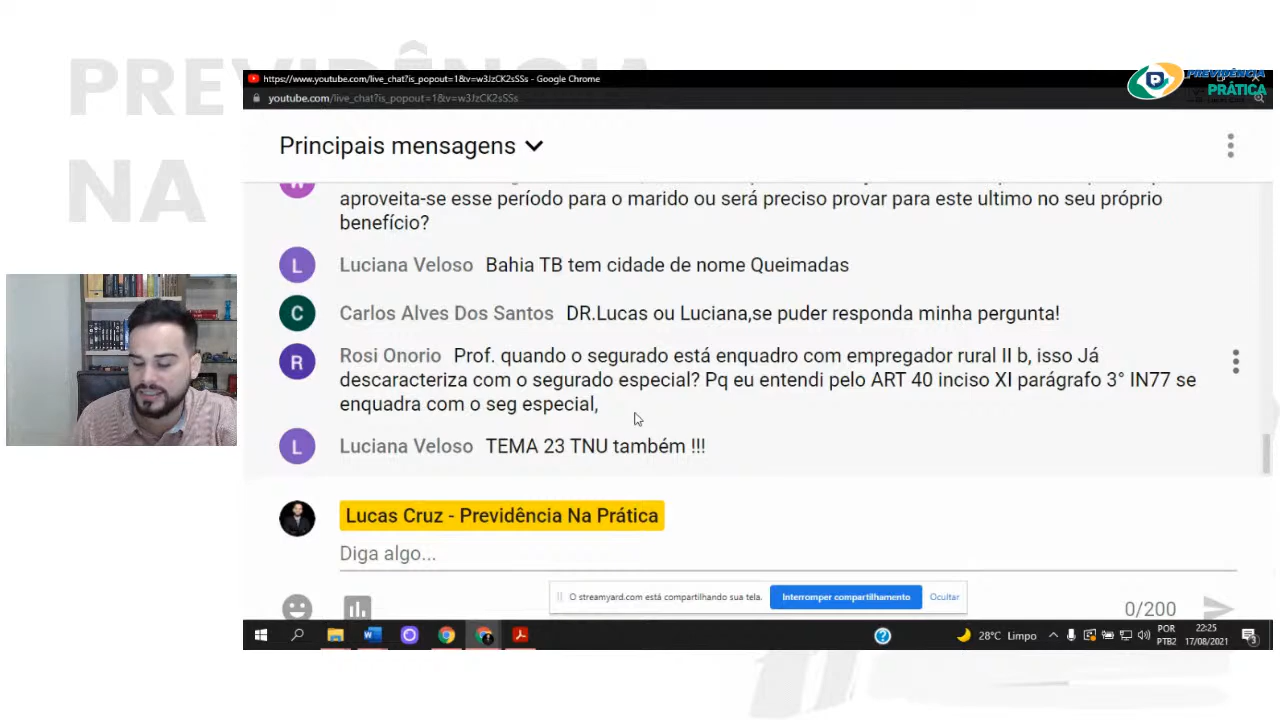 PREVIDÊNCIA
NA
PREVIDÊNCIA
PRÁTICA
https://www.youtube.com/live_chat?is_popout=1&v=w3JzCK2sSSs - Google Chrome
youtube.com/live_chat?is_popout=1&v=w3JzCK2sSSs
Principais mensagens
aproveita-se esse período para o marido ou será preciso provar para este ultimo no seu próprio
benefício?
L Luciana Veloso Bahia TB tem cidade de nome Queimadas
C Carlos Alves Dos Santos DR.Lucas ou Luciana,se puder responda minha pergunta!
R Rosi Onorio Prof. quando o segurado está enquadro com empregador rural II b, isso Já
descaracteriza com o segurado especial? Pq eu entendi pelo ART 40 inciso XI parágrafo 3° IN77 se
enquadra com o seg especial,
L Luciana Veloso TEMA 23 TNU também !!!
Lucas Cruz - Previdência Na Prática
Diga algo...
O streamyard.com está compartilhando sua tela. Interromper compartilhamento Ocultar
0/200
28°C Limpo POR 22:25
PTB2 17/08/2021 3